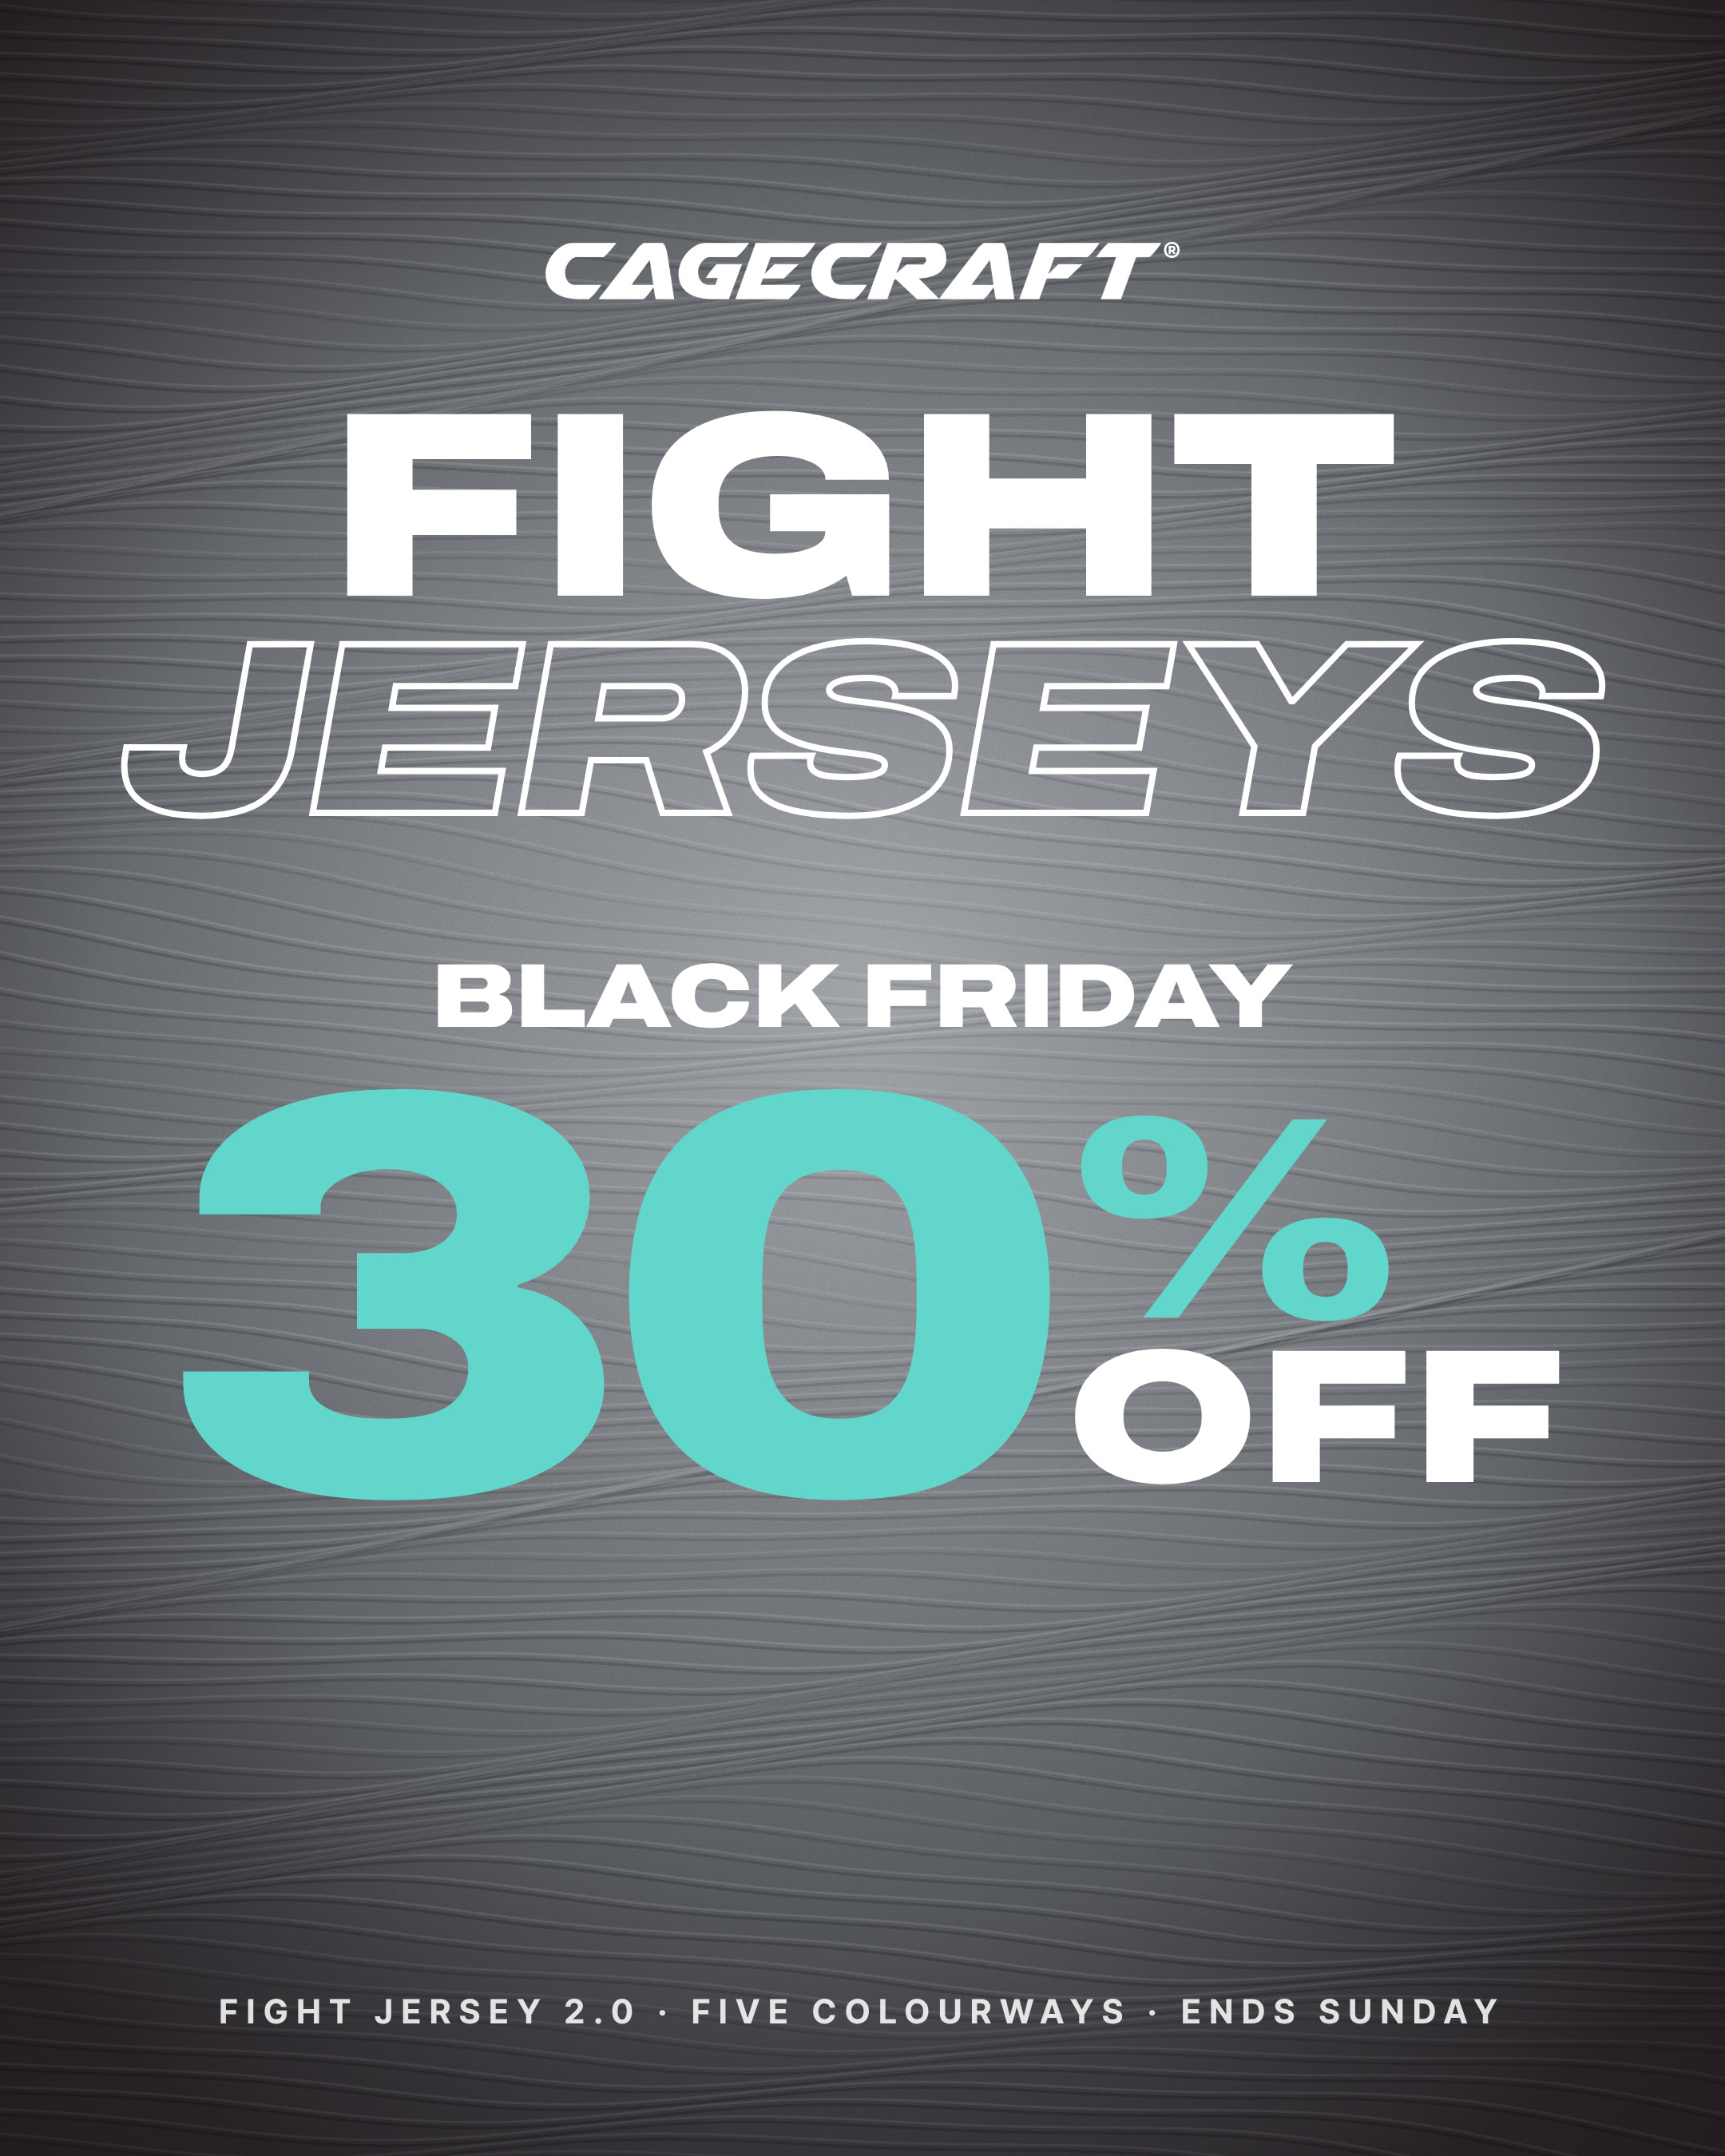 CAGECRAFT®
FIGHT
JERSEYS
BLACK FRIDAY
30%
OFF
FIGHT JERSEY 2.0 · FIVE COLOURWAYS · ENDS SUNDAY